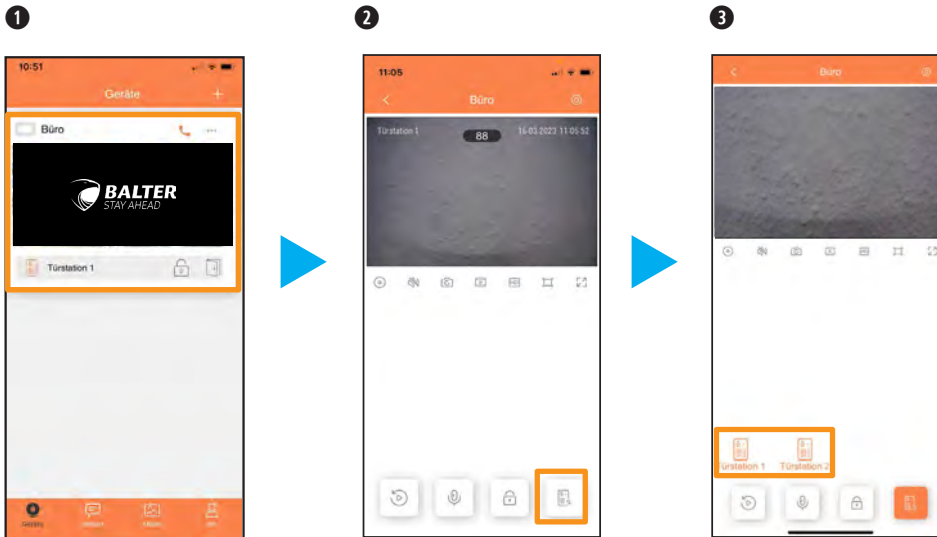 1
2
3
10:51
Geräte
+
Büro
BALTER
STAY AHEAD
Türstation 1
Geräte
11:05
Büro
Türstation 1
88
16-03-2023 11:05:52
Büro
Türstation 1
Türstation 2